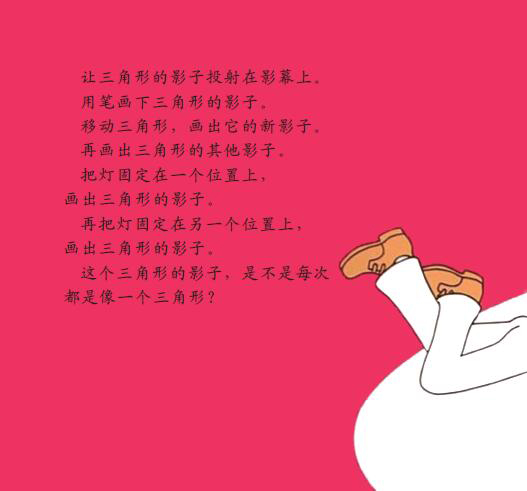 让三角形的影子投射在影幕上。
用笔画下三角形的影子。
移动三角形，画出它的新影子。
再画出三角形的其他影子。
把灯固定在一个位置上，
画出三角形的影子。
再把灯固定在另一个位置上，
画出三角形的影子。
这个三角形的影子，是不是每次
都是像一个三角形？